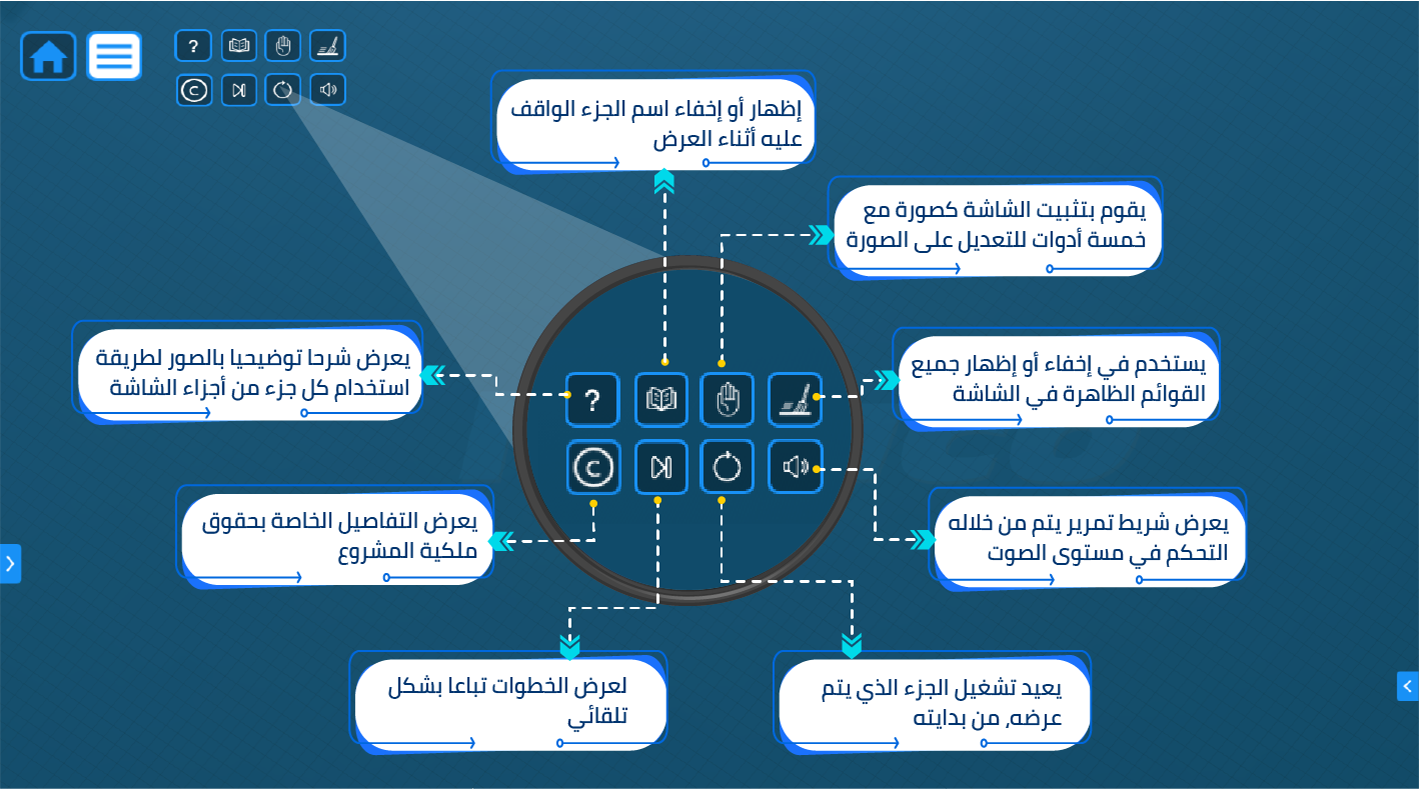 ?
C
إظهار أو إخفاء اسم الجزء الواقف
عليه أثناء العرض
يقوم بتثبيت الشاشة كصورة مع
خمسة أدوات للتعديل على الصورة
يستخدم في إخفاء أو إظهار جميع
القوائم الظاهرة في الشاشة
يعرض شرحا توضيحيا بالصور لطريقة
استخدام كل جزء من أجزاء الشاشة
?
C
يعرض شريط تمرير يتم من خلاله
التحكم في مستوى الصوت
يعرض التفاصيل الخاصة بحقوق
ملكية المشروع
يعيد تشغيل الجزء الذي يتم
عرضه، من بدايته
لعرض الخطوات تباعا بشكل
تلقائي